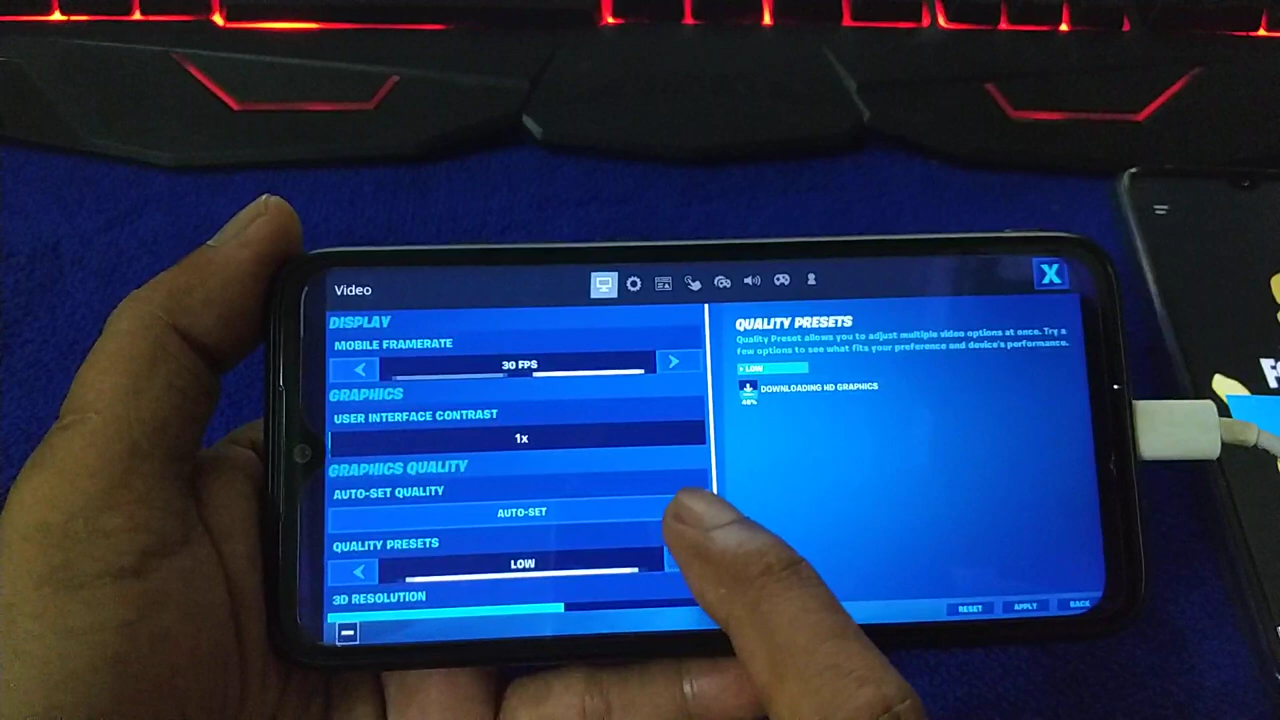 Video
X
DISPLAY
MOBILE FRAMERATE
30 FPS
GRAPHICS
USER INTERFACE CONTRAST
1x
GRAPHICS QUALITY
AUTO-SET QUALITY
AUTO-SET
QUALITY PRESETS
LOW
3D RESOLUTION
QUALITY PRESETS
Quality Preset allows you to adjust multiple video options at once. Try a
few options to see what fits your preference and device's performance.
LOW
DOWNLOADING HD GRAPHICS
RESET
APPLY
BACK